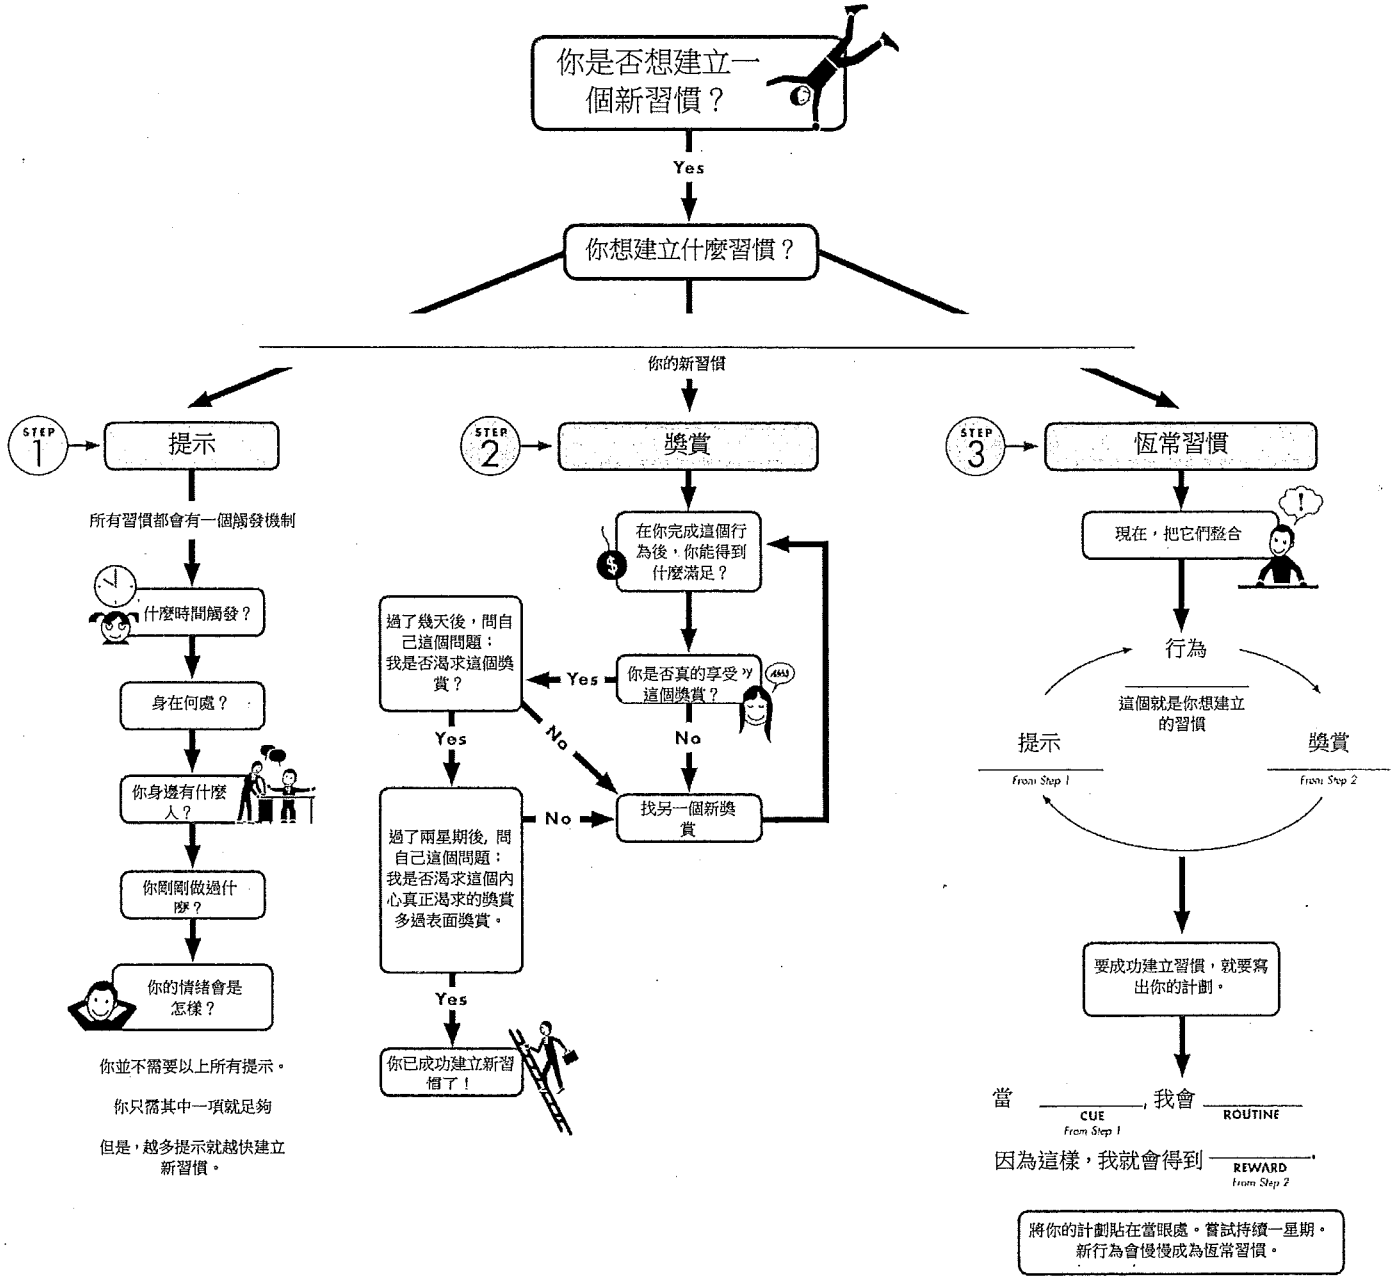 你是否想建立一
個新習慣？
Yes
你想建立什麼習慣？
你的新習慣
STEP
1
提示
所有習慣都會有一個觸發機制
什麼時間觸發？
身在何處？
你身邊有什麼
人？
你剛剛做過什
麼？
你的情緒會是
怎樣？
你並不需要以上所有提示。
你只需其中一項就足夠
但是，越多提示就越快建立
新習慣。
STEP
2
獎賞
在你完成這個行
為後，你能得到
什麼滿足？
$
你是否真的享受
這個獎賞？
Yes
No
過了幾天後，問自
己這個問題：
我是否渴求這個獎
賞？
Yes
No
找另一個新獎
賞
過了兩星期後, 問
自己這個問題：
我是否渴求這個內
心真正渴求的獎賞
多過表面獎賞。
No
Yes
你已成功建立新習
慣了！
STEP
3
恆常習慣
現在，把它們整合
!
行為
這個就是你想建立
的習慣
提示
From Step 1
獎賞
From Step 2
要成功建立習慣，就要寫
出你的計劃。
當 ________, 我會 ________
CUE
From Step 1
ROUTINE
因為這樣，我就會得到 ________.
REWARD
From Step 2
將你的計劃貼在當眼處。嘗試持續一星期。
新行為會慢慢成為恆常習慣。